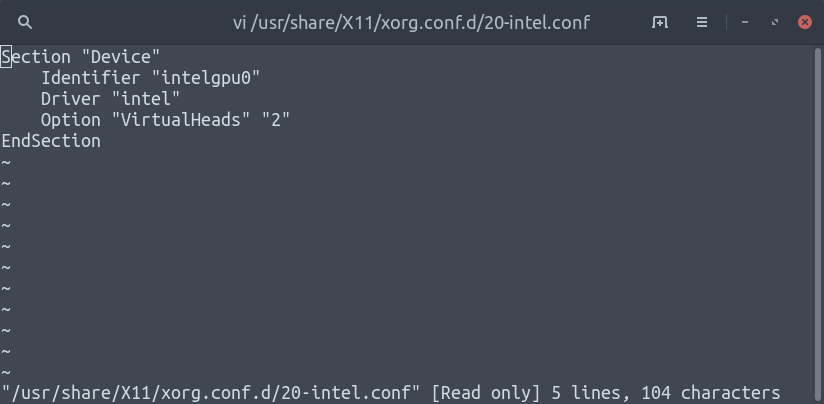 vi /usr/share/X11/xorg.conf.d/20-intel.conf
Section "Device"
    Identifier "intelgpu0"
    Driver "intel"
    Option "VirtualHeads" "2"
EndSection
~
~
~
~
~
~
~
~
~
~
~
"/usr/share/X11/xorg.conf.d/20-intel.conf" [Read only] 5 lines, 104 characters